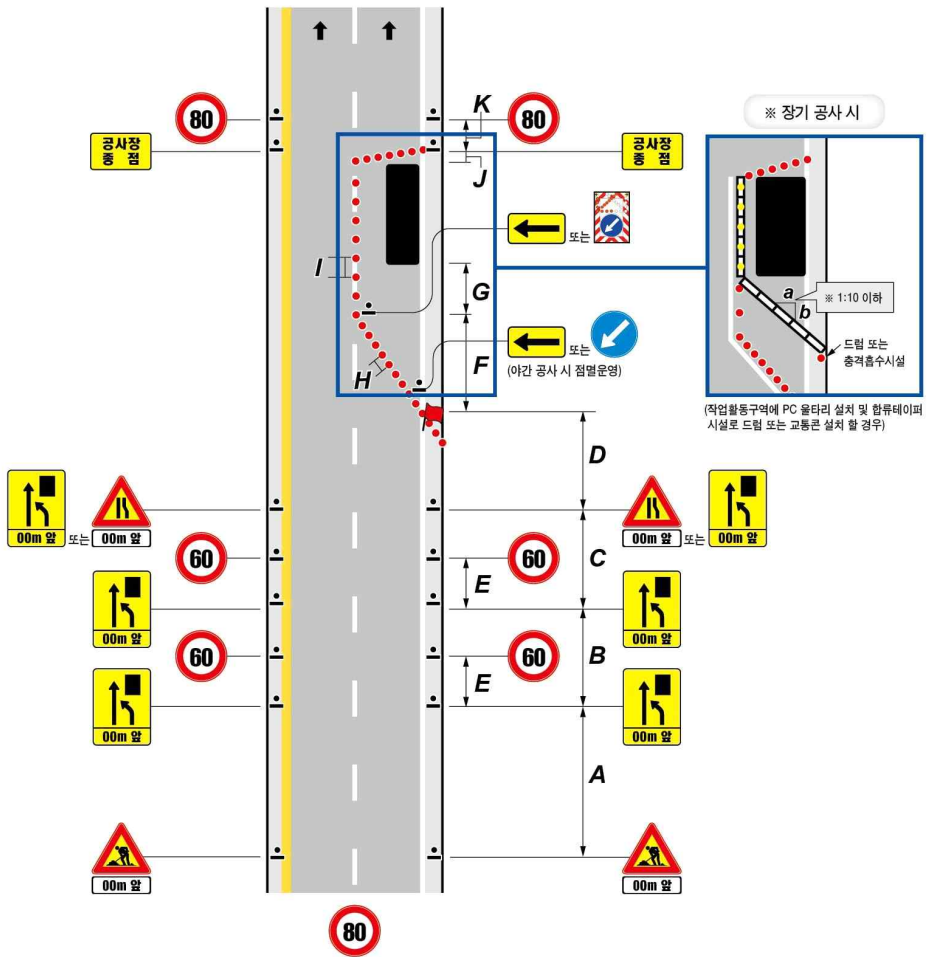 80
80
K
공사장
종 점
공사장
종 점
J
※ 장기 공사 시
또는
I
G
a
※ 1:10 이하
b
또는
(야간 공사 시 점멸운영)
드럼 또는
충격흡수시설
H
F
(작업활동구역에 PC 울타리 설치 및 합류테이퍼
시설로 드럼 또는 교통콘 설치 할 경우)
D
00m 앞
또는
00m 앞
00m 앞
또는
00m 앞
60
60
C
E
00m 앞
00m 앞
60
60
B
E
00m 앞
00m 앞
A
00m 앞
00m 앞
80